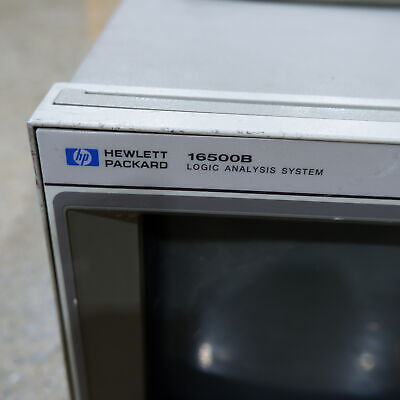 hp HEWLETT PACKARD
16500B
LOGIC ANALYSIS SYSTEM